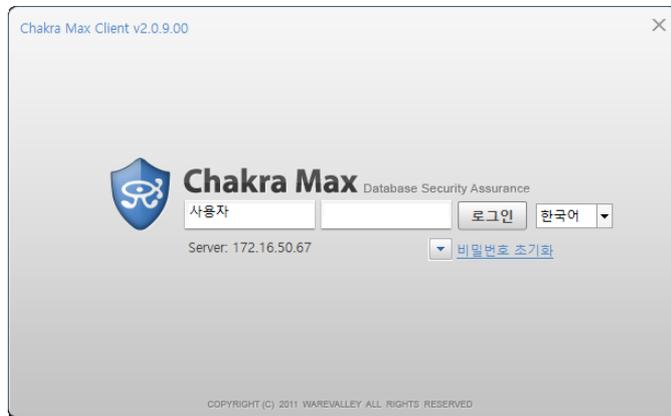 Chakra Max Client v2.0.9.00
Chakra Max Database Security Assurance
사용자 로그인 한국어
Server: 172.16.50.67 비밀번호 초기화
COPYRIGHT (C) 2011 WAREVALLEY ALL RIGHTS RESERVED